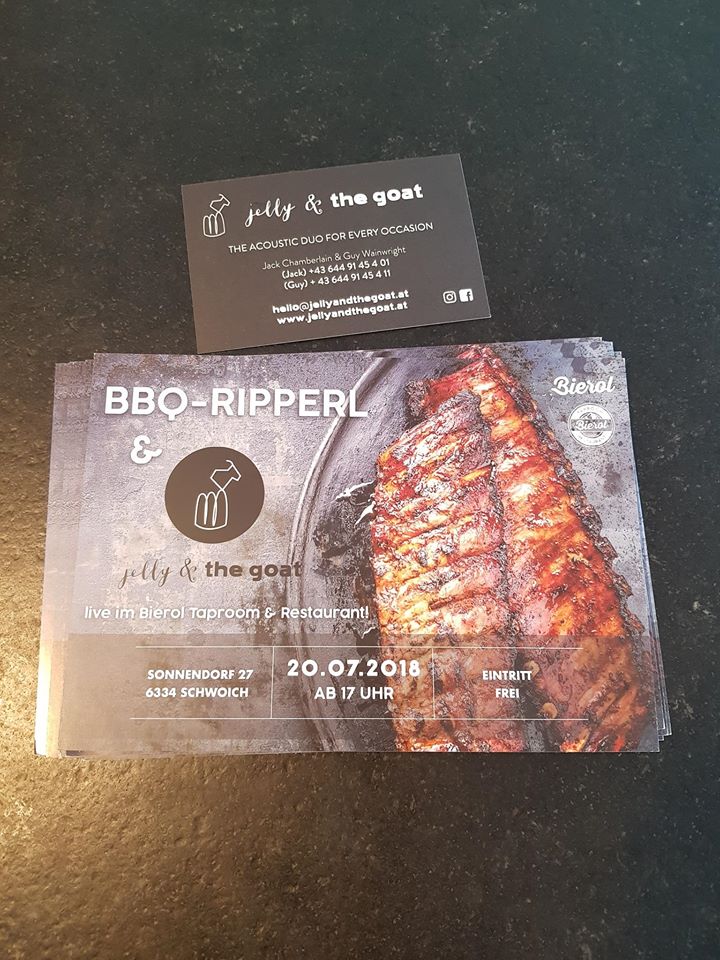 jelly & the goat
THE ACOUSTIC DUO FOR EVERY OCCASION
Jack Chamberlain & Guy Wainwright
(Jack) +43 644 91 45 4 01
(Guy) + 43 644 91 45 4 11
hello@jellyandthegoat.at
www.jellyandthegoat.at
BBQ-RIPPERL
&
jelly & the goat
live im Bierol Taproom & Restaurant!
Bierol
Bierol
SONNENDORF 27
6334 SCHWOICH
20.07.2018
AB 17 UHR
EINTRITT
FREI